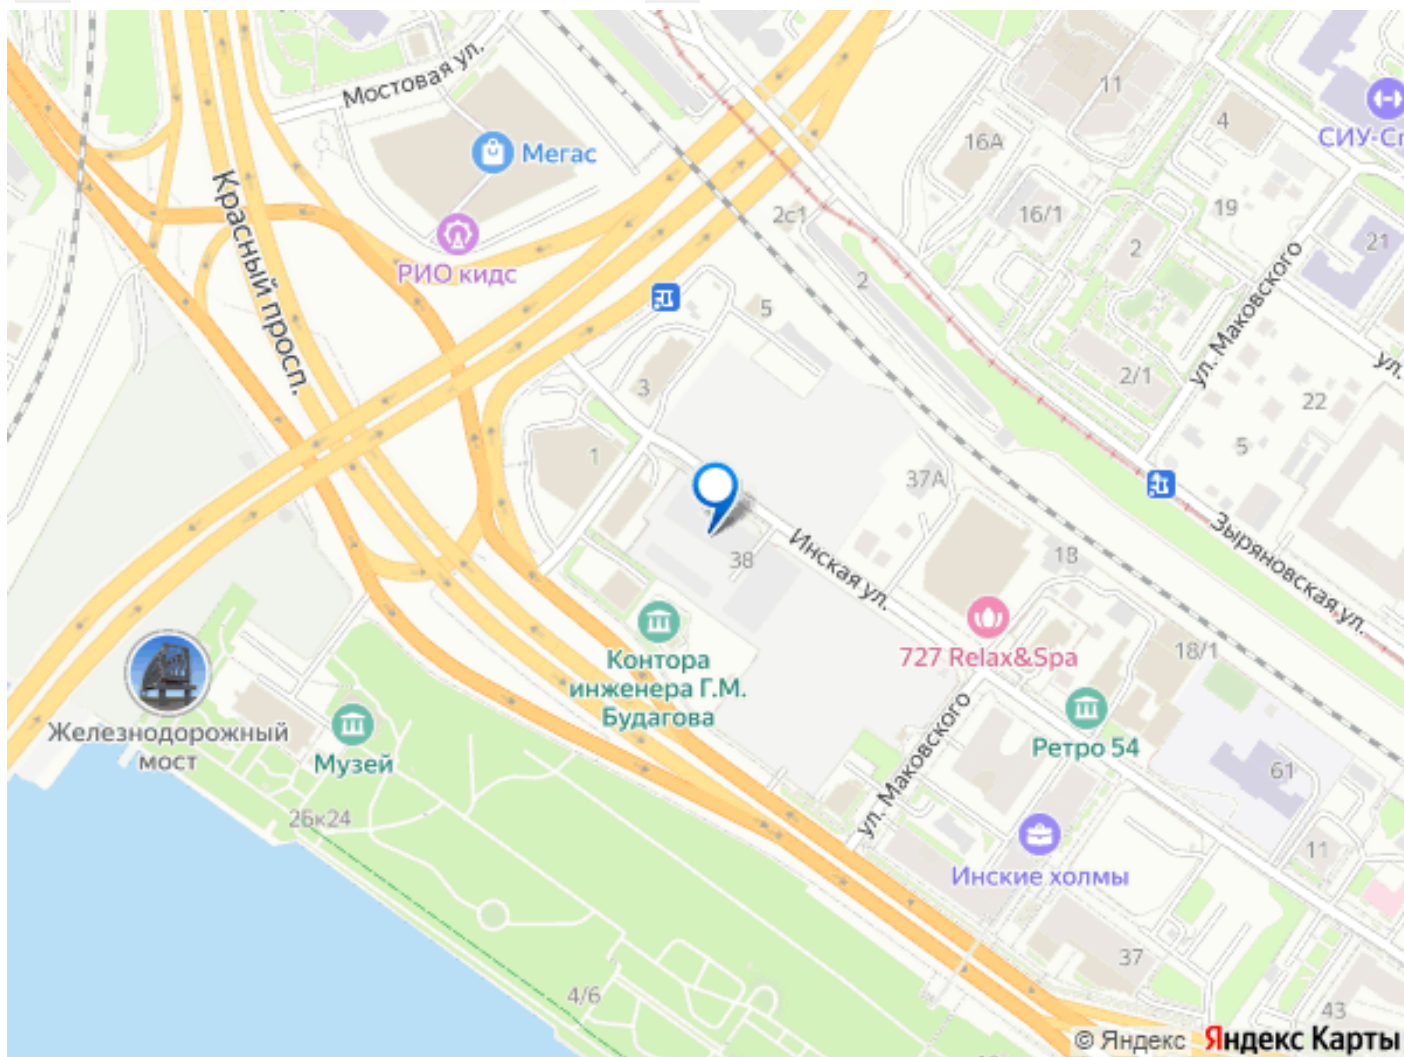 Мостовая ул.
11
4
СИУ-Сг
Мегас
16А
16/1
2с1
19
2
21
Красный просп.
РИО кидс
2
5
ул. Маковского
ул.
2/1
22
3
5
1
37А
Зыряновская ул.
38
Инская ул.
18
727 Relax&Spa
18/1
Контора
инженера Г.М.
Будагова
Железнодорожный
мост
Музей
ул. Маковского
Ретро 54
61
26к24
Инские холмы
11
37
4/6
43
© Яндекс Яндекс Карты